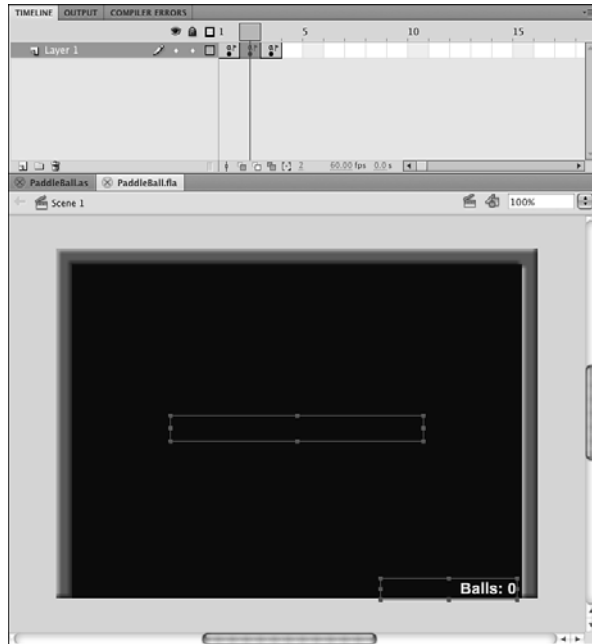 TIMELINE OUTPUT COMPILER ERRORS
1 5 10 15
Layer 1
2 60.00 fps 0.0 s
PaddleBall.as PaddleBall.fla
Scene 1 100%
Balls: 0